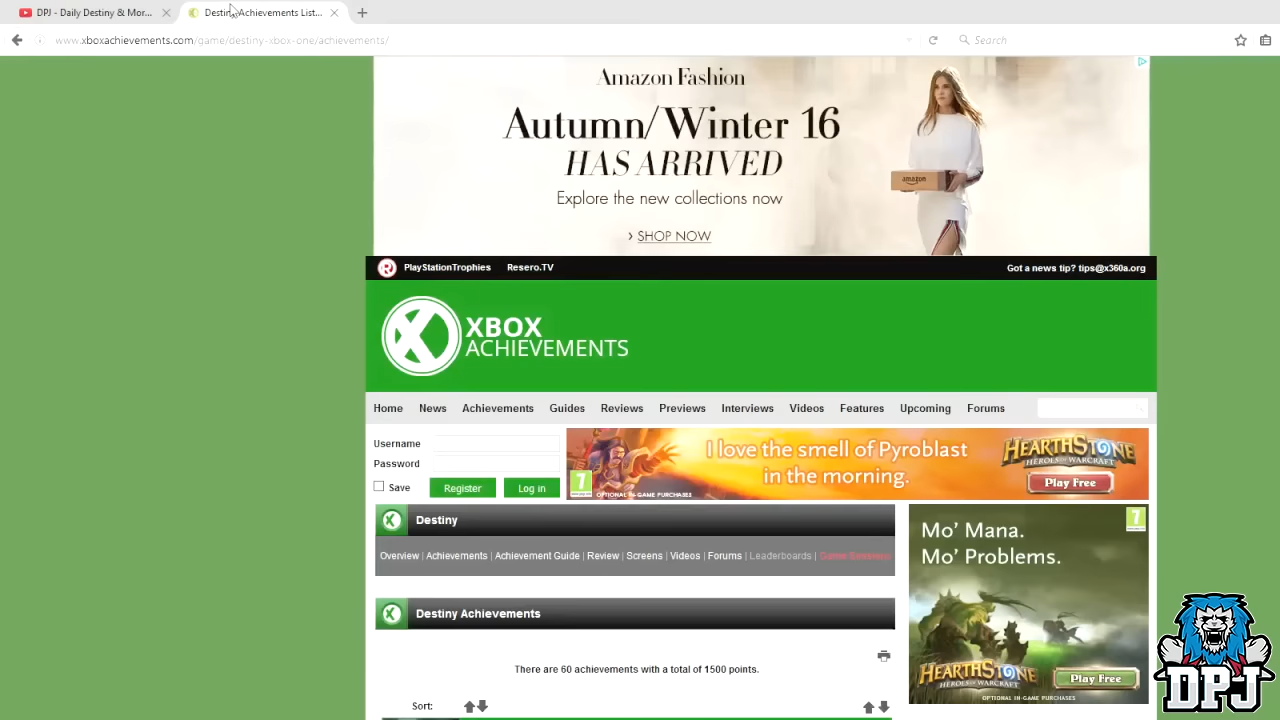 DPJ - Daily Destiny & Mor...
Destiny Achievements List...
www.xboxachievements.com/game/destiny-xbox-one/achievements/
Search
Amazon Fashion
Autumn/Winter 16
HAS ARRIVED
Explore the new collections now
› SHOP NOW
amazon
PlayStationTrophies Resero.TV
Got a news tip? tips@x360a.org
XBOX
ACHIEVEMENTS
Home News Achievements Guides Reviews Previews Interviews Videos Features Upcoming Forums
Username
Password
Save Register Log in
I love the smell of Pyroblast
in the morning.
HEARTHSTONE
HEROES OF WARCRAFT
Play Free
7
OPTIONAL IN-GAME PURCHASES
Destiny
Overview | Achievements | Achievement Guide | Review | Screens | Videos | Forums | Leaderboards | Game Sessions
Destiny Achievements
There are 60 achievements with a total of 1500 points.
Sort:
7
Mo' Mana.
Mo' Problems.
HEARTHSTONE
HEROES OF WARCRAFT
Play Free
OPTIONAL IN-GAME PURCHASES
DPJ